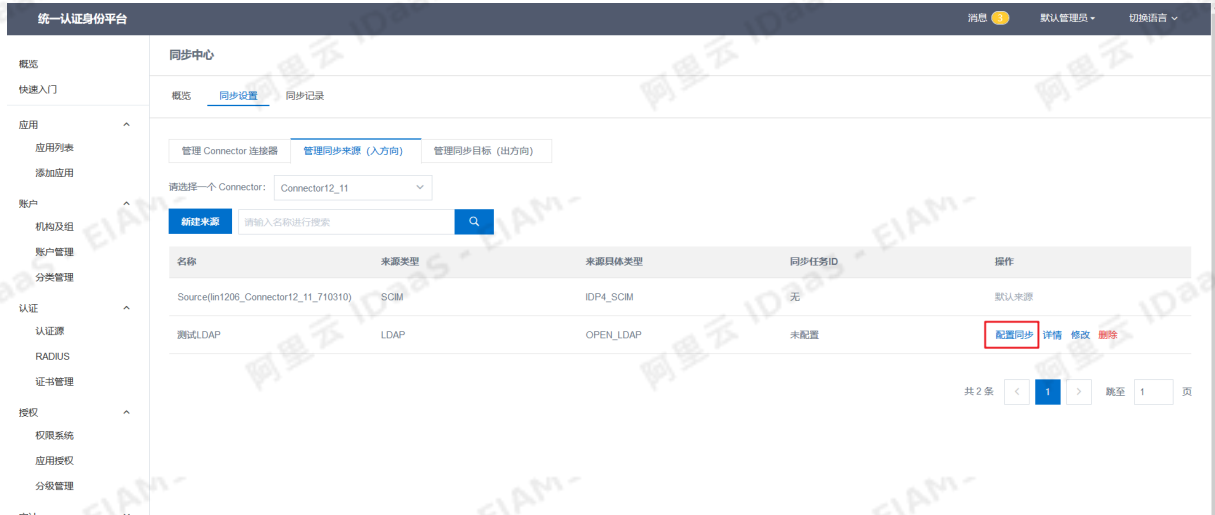 统一认证身份平台
消息 3 默认管理员 切换语言
概览
快速入门
应用
应用列表
添加应用
账户
机构及组
账户管理
分类管理
认证
认证源
RADIUS
证书管理
授权
权限系统
应用授权
分级管理
同步中心
概览 同步设置 同步记录
管理 Connector 连接器 管理同步来源（入方向） 管理同步目标（出方向）
请选择一个 Connector： Connector12_11
新建来源 请输入名称进行搜索
名称 来源类型 来源具体类型 同步任务ID 操作
Source(lin1206_Connector12_11_710310) SCIM IDP4_SCIM 无 默认来源
测试LDAP LDAP OPEN_LDAP 未配置 配置同步 详情 修改 删除
共 2 条 < 1 > 跳至 1 页
阿里云 IDaaS - EIAM-